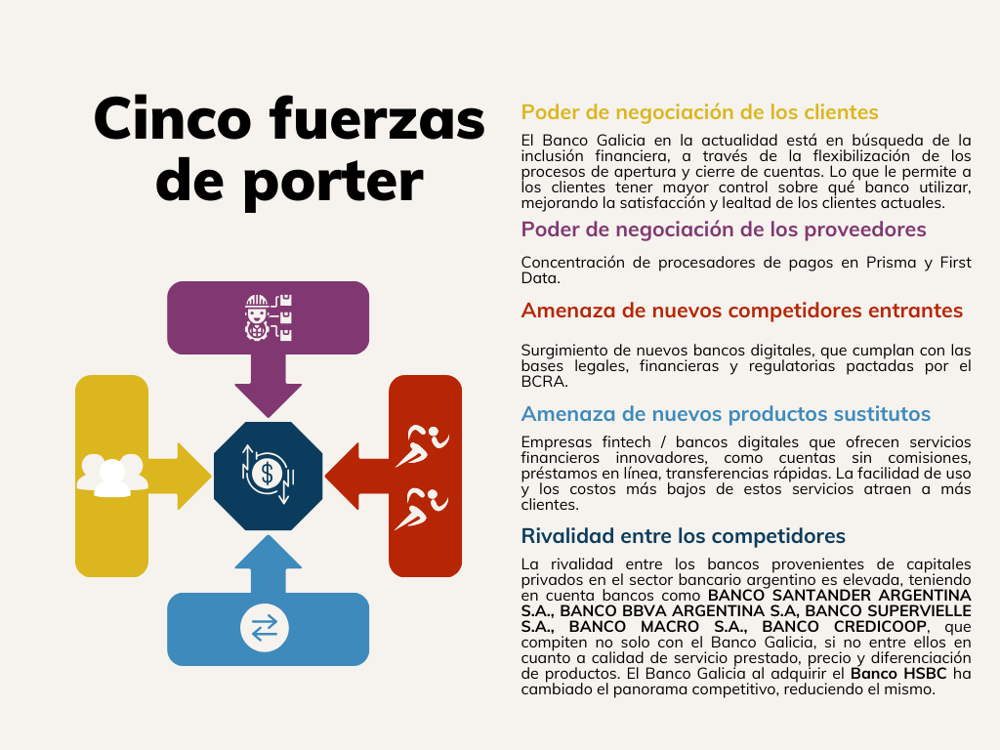 Cinco fuerzas
de porter
Poder de negociación de los clientes
El Banco Galicia en la actualidad está en búsqueda de la
inclusión financiera, a través de la flexibilización de los
procesos de apertura y cierre de cuentas. Lo que le permite a
los clientes tener mayor control sobre qué banco utilizar,
mejorando la satisfacción y lealtad de los clientes actuales.
Poder de negociación de los proveedores
Concentración de procesadores de pagos en Prisma y First
Data.
Amenaza de nuevos competidores entrantes
Surgimiento de nuevos bancos digitales, que cumplan con las
bases legales, financieras y regulatorias pactadas por el
BCRA.
Amenaza de nuevos productos sustitutos
Empresas fintech / bancos digitales que ofrecen servicios
financieros innovadores, como cuentas sin comisiones,
préstamos en línea, transferencias rápidas. La facilidad de uso
y los costos más bajos de estos servicios atraen a más
clientes.
Rivalidad entre los competidores
La rivalidad entre los bancos provenientes de capitales
privados en el sector bancario argentino es elevada, teniendo
en cuenta bancos como BANCO SANTANDER ARGENTINA
S.A., BANCO BBVA ARGENTINA S.A, BANCO SUPERVIELLE
S.A., BANCO MACRO S.A., BANCO CREDICOOP, que
compiten no solo con el Banco Galicia, si no entre ellos en
cuanto a calidad de servicio prestado, precio y diferenciación
de productos. El Banco Galicia al adquirir el Banco HSBC ha
cambiado el panorama competitivo, reduciendo el mismo.
$